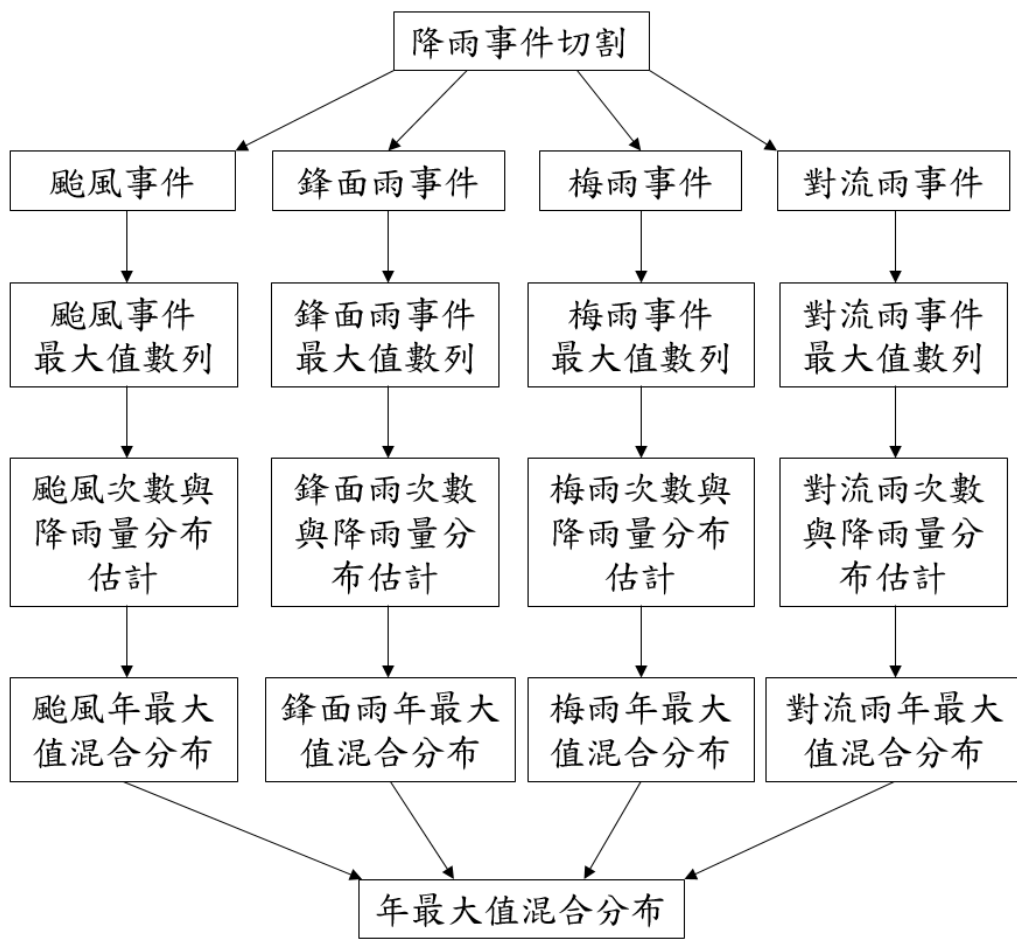 降雨事件切割
颱風事件
鋒面雨事件
梅雨事件
對流雨事件
颱風事件
最大值數列
鋒面雨事件
最大值數列
梅雨事件
最大值數列
對流雨事件
最大值數列
颱風次數與
降雨量分布
估計
鋒面雨次數
與降雨量分
布估計
梅雨次數與
降雨量分布
估計
對流雨次數
與降雨量分
布估計
颱風年最大
值混合分布
鋒面雨年最大
值混合分布
梅雨年最大
值混合分布
對流雨年最大
值混合分布
年最大值混合分布